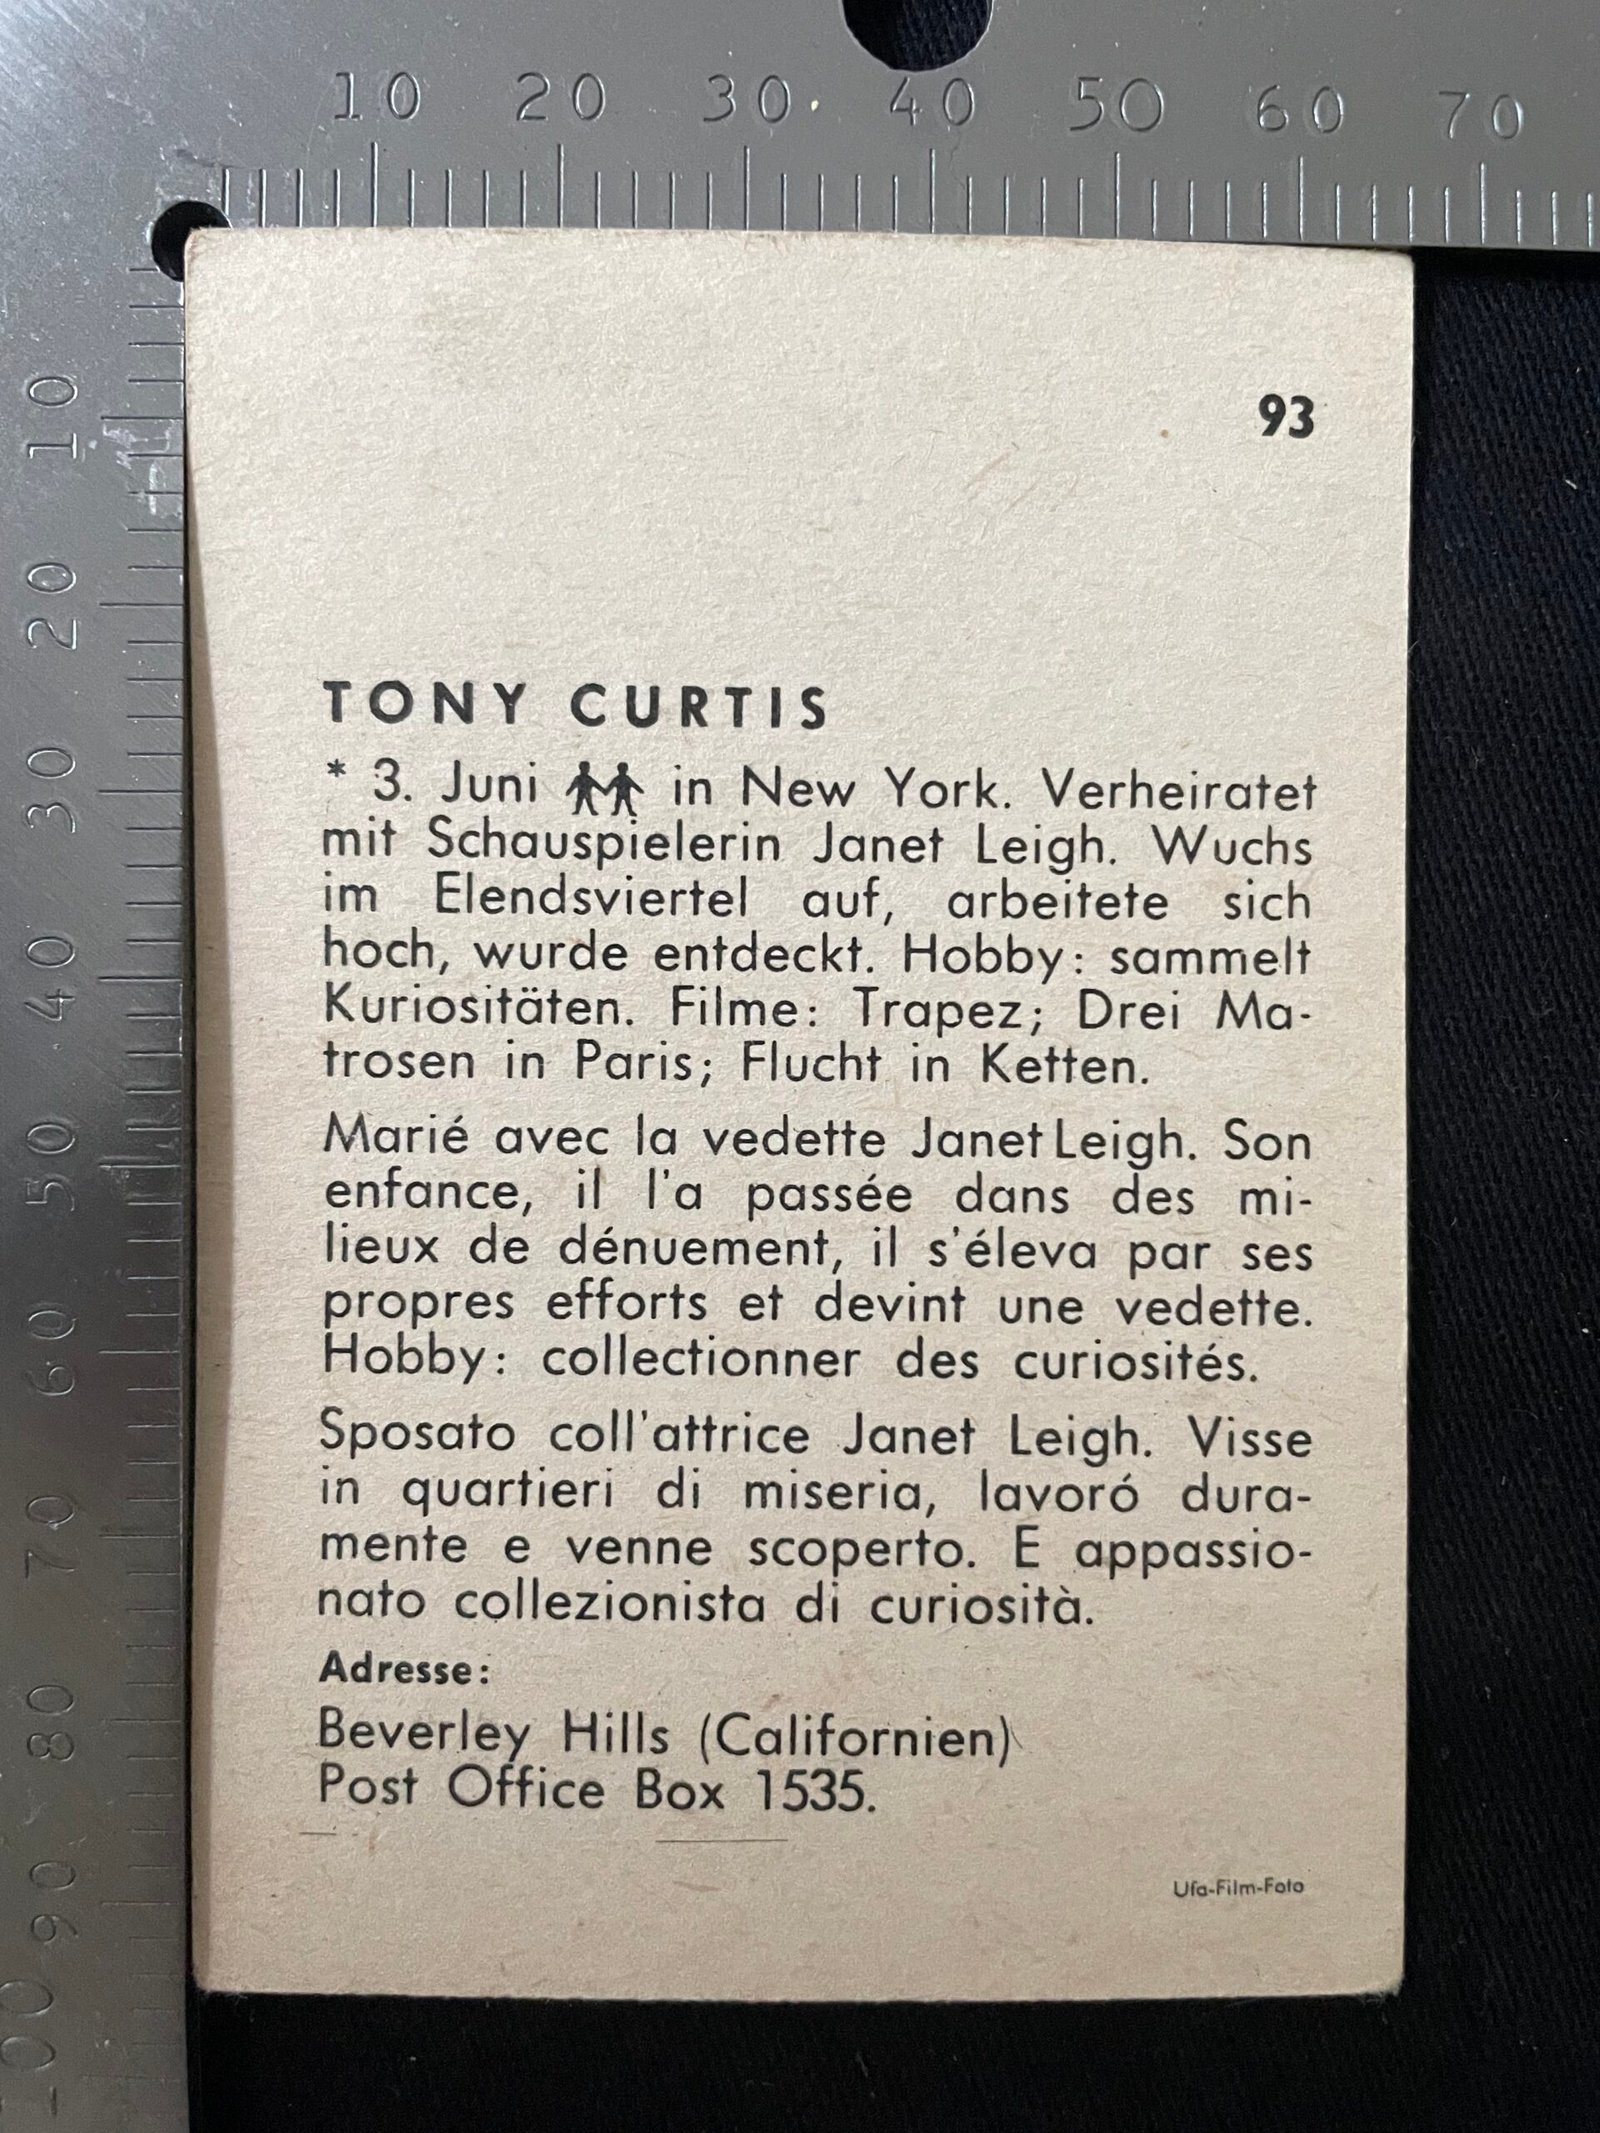 10 20 30 40 50 60 70
10
20
30
40
50
60
70
80
90
100
93
TONY CURTIS
* 3. Juni in New York. Verheiratet
mit Schauspielerin Janet Leigh. Wuchs
im Elendsviertel auf, arbeitete sich
hoch, wurde entdeckt. Hobby: sammelt
Kuriositäten. Filme: Trapez; Drei Ma-
trosen in Paris; Flucht in Ketten.
Marié avec la vedette Janet Leigh. Son
enfance, il l'a passée dans des mi-
lieux de dénuement, il s'éleva par ses
propres efforts et devint une vedette.
Hobby: collectionner des curiosités.
Sposato coll'attrice Janet Leigh. Visse
in quartieri di miseria, lavoró dura-
mente e venne scoperto. E appassio-
nato collezionista di curiosità.
Adresse:
Beverley Hills (Californien)
Post Office Box 1535.
Ufa-Film-Foto